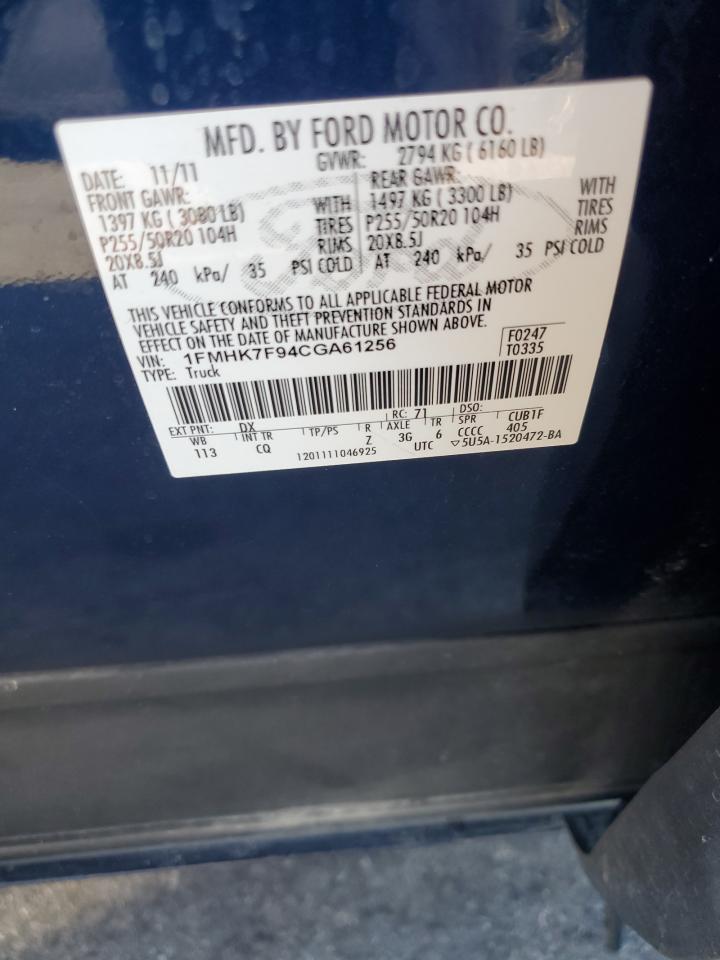 MFD. BY FORD MOTOR CO.
DATE: 11/11 GVWR: 2794 KG ( 6160 LB)
FRONT GAWR: REAR GAWR:
1397 KG ( 3080 LB) WITH 1497 KG ( 3300 LB) WITH
P255/50R20 104H TIRES P255/50R20 104H TIRES
20X8.5J RIMS 20X8.5J RIMS
AT 240 kPa/ 35 PSI COLD AT 240 kPa/ 35 PSI COLD
THIS VEHICLE CONFORMS TO ALL APPLICABLE FEDERAL MOTOR
VEHICLE SAFETY AND THEFT PREVENTION STANDARDS IN
EFFECT ON THE DATE OF MANUFACTURE SHOWN ABOVE.
VIN: 1FMHK7F94CGA61256 F0247
TYPE: Truck T0335
EXT PNT: DX RC: 71 DSO:
WB INT TR TP/PS R AXLE TR SPR CUB1F
113 CQ Z 3G 6 CCCC 405
1201111046925 UTC ▽5U5A-1520472-BA